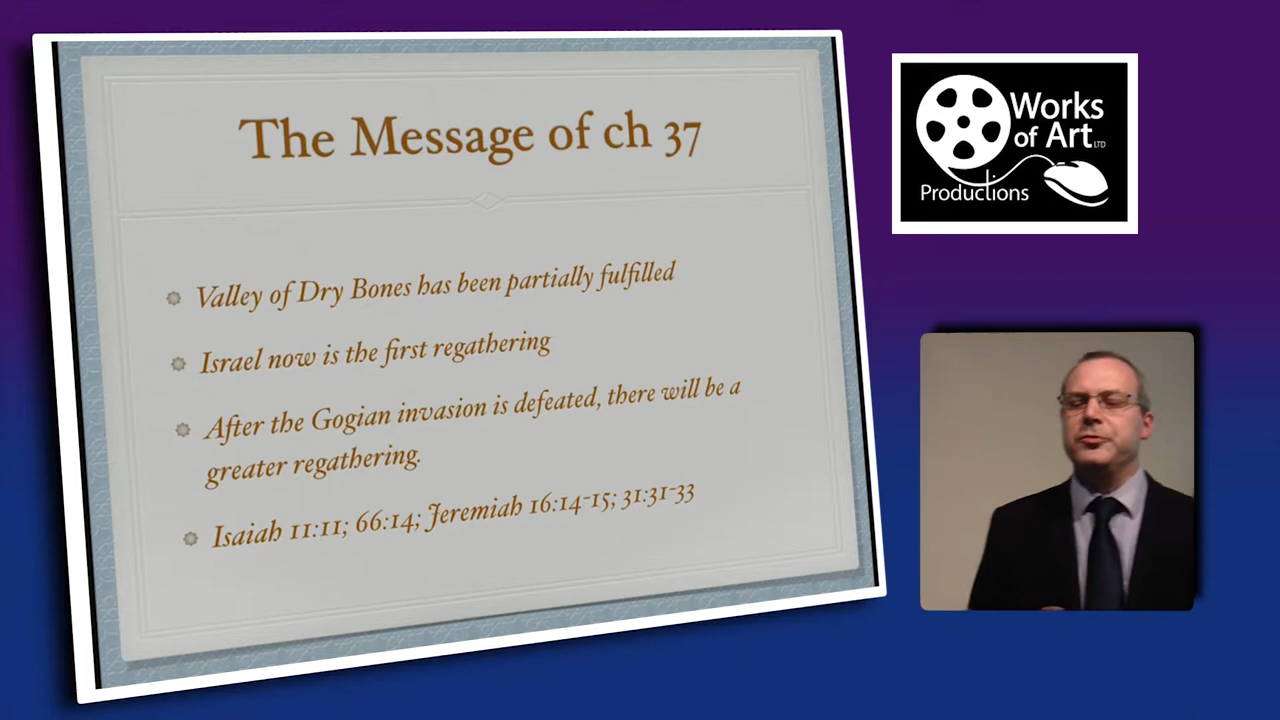 The Message of ch 37
Valley of Dry Bones has been partially fulfilled
Israel now is the first regathering
After the Gogian invasion is defeated, there will be a
greater regathering.
Isaiah 11:11; 66:14; Jeremiah 16:14-15; 31:31-33
Works
of Art LTD
Productions